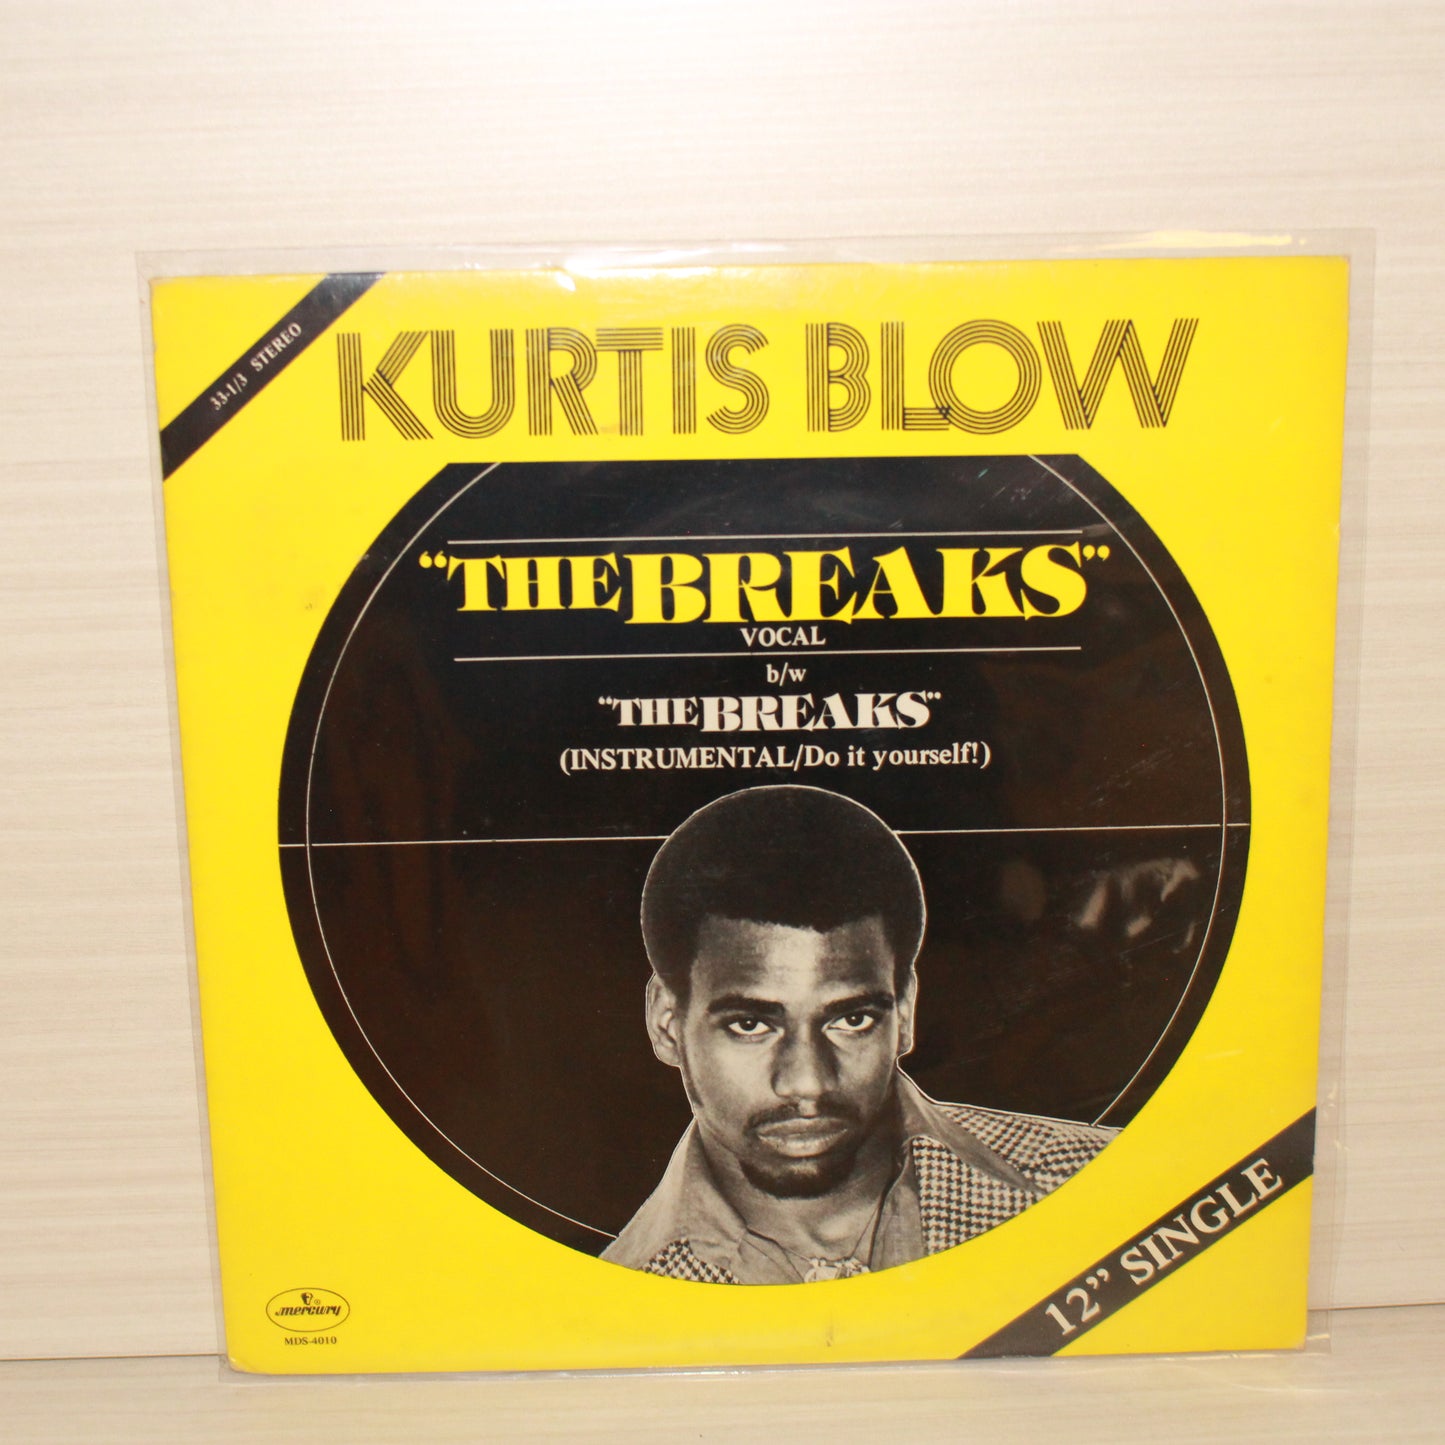 33-1/3 STEREO
KURTIS BLOW
“THE BREAKS”
VOCAL
b/w
“THE BREAKS”
(INSTRUMENTAL/Do it yourself!)
12” SINGLE
mercury ®
MDS-4010